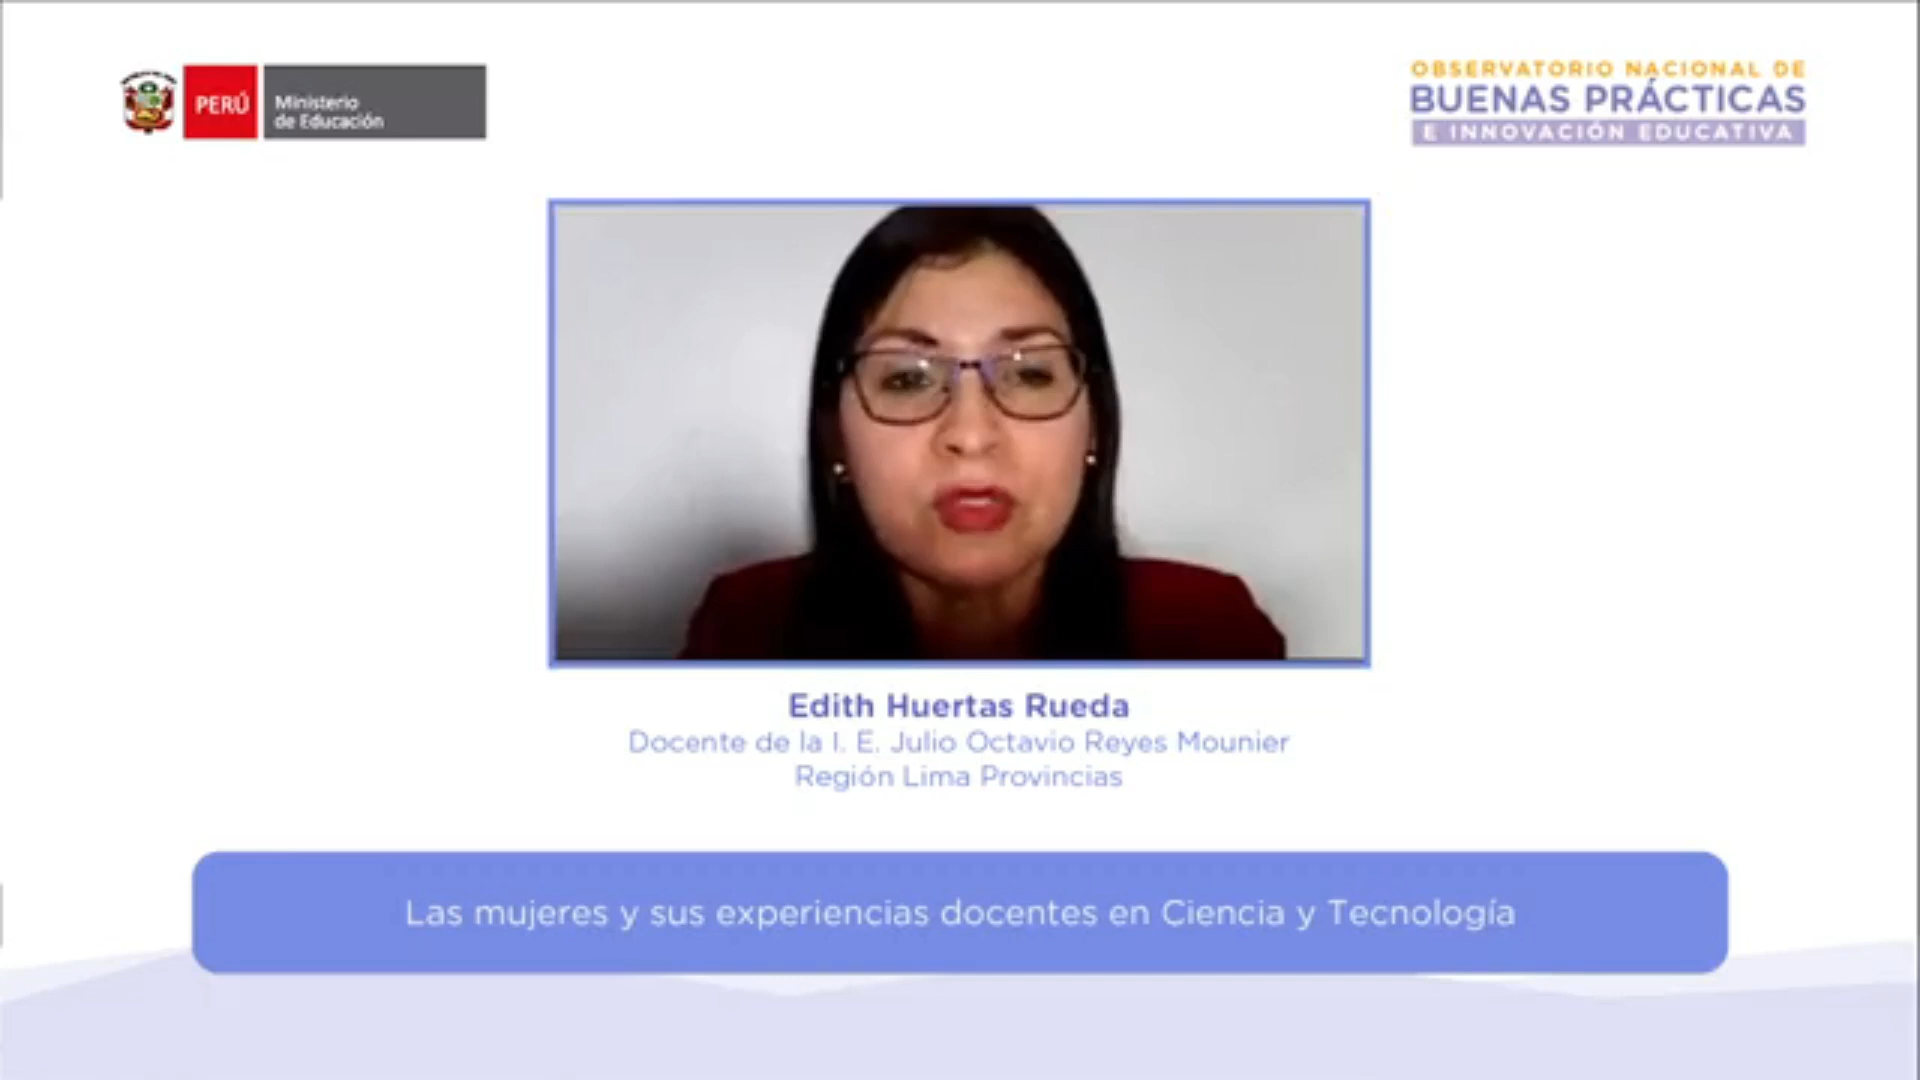 PERÚ
Ministerio
de Educación
OBSERVATORIO NACIONAL DE
BUENAS PRÁCTICAS
E INNOVACIÓN EDUCATIVA
Edith Huertas Rueda
Docente de la I. E. Julio Octavio Reyes Mounier
Región Lima Provincias
Las mujeres y sus experiencias docentes en Ciencia y Tecnología